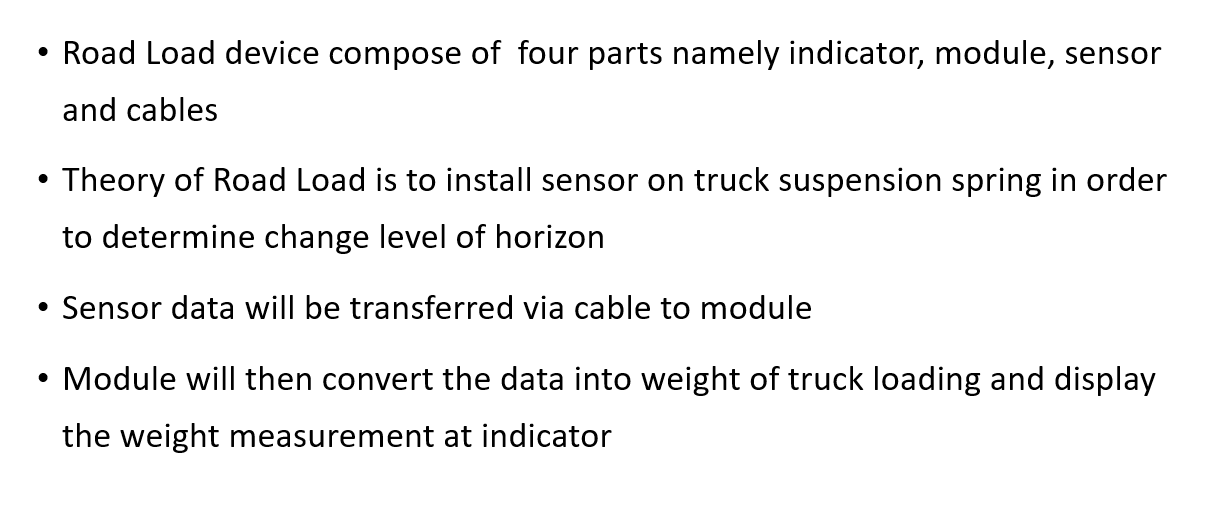 • Road Load device compose of  four parts namely indicator, module, sensor
and cables
• Theory of Road Load is to install sensor on truck suspension spring in order
to determine change level of horizon
• Sensor data will be transferred via cable to module
• Module will then convert the data into weight of truck loading and display
the weight measurement at indicator